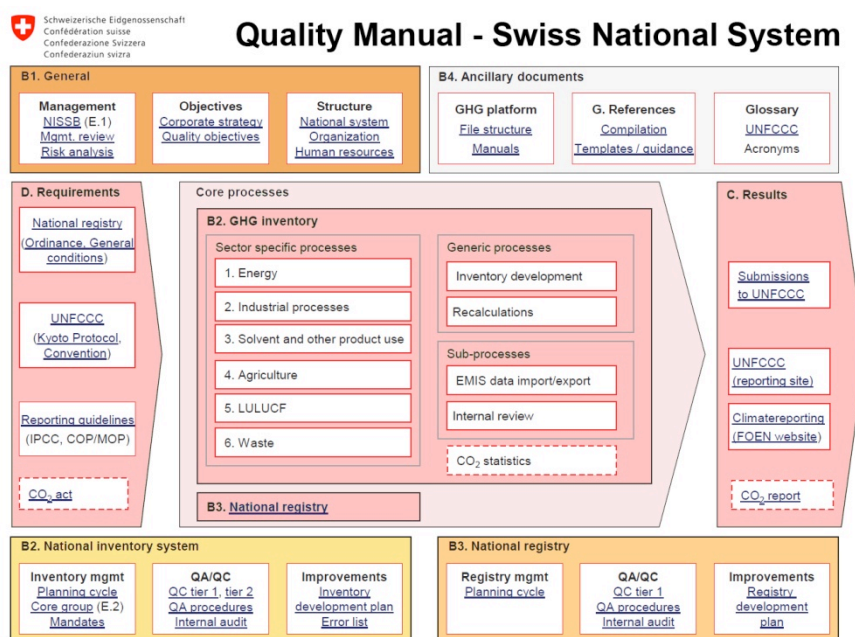 Schweizerische Eidgenossenschaft
Confédération suisse
Confederazione Svizzera
Confederaziun svizra
Quality Manual - Swiss National System
B1. General
Management
NISSB (E.1)
Mgmt. review
Risk analysis
Objectives
Corporate strategy
Quality objectives
Structure
National system
Organization
Human resources
B4. Ancillary documents
GHG platform
File structure
Manuals
G. References
Compilation
Templates / guidance
Glossary
UNFCCC
Acronyms
D. Requirements
National registry
(Ordinance, General
conditions)
UNFCCC
(Kyoto Protocol,
Convention)
Reporting guidelines
(IPCC, COP/MOP)
CO2 act
Core processes
B2. GHG inventory
Sector specific processes
1. Energy
2. Industrial processes
3. Solvent and other product use
4. Agriculture
5. LULUCF
6. Waste
Generic processes
Inventory development
Recalculations
Sub-processes
EMIS data import/export
Internal review
CO2 statistics
B3. National registry
C. Results
Submissions
to UNFCCC
UNFCCC
(reporting site)
Climatereporting
(FOEN website)
CO2 report
B2. National inventory system
Inventory mgmt
Planning cycle
Core group (E.2)
Mandates
QA/QC
QC tier 1, tier 2
QA procedures
Internal audit
Improvements
Inventory
development plan
Error list
B3. National registry
Registry mgmt
Planning cycle
QA/QC
QC tier 1
QA procedures
Internal audit
Improvements
Registry
development
plan